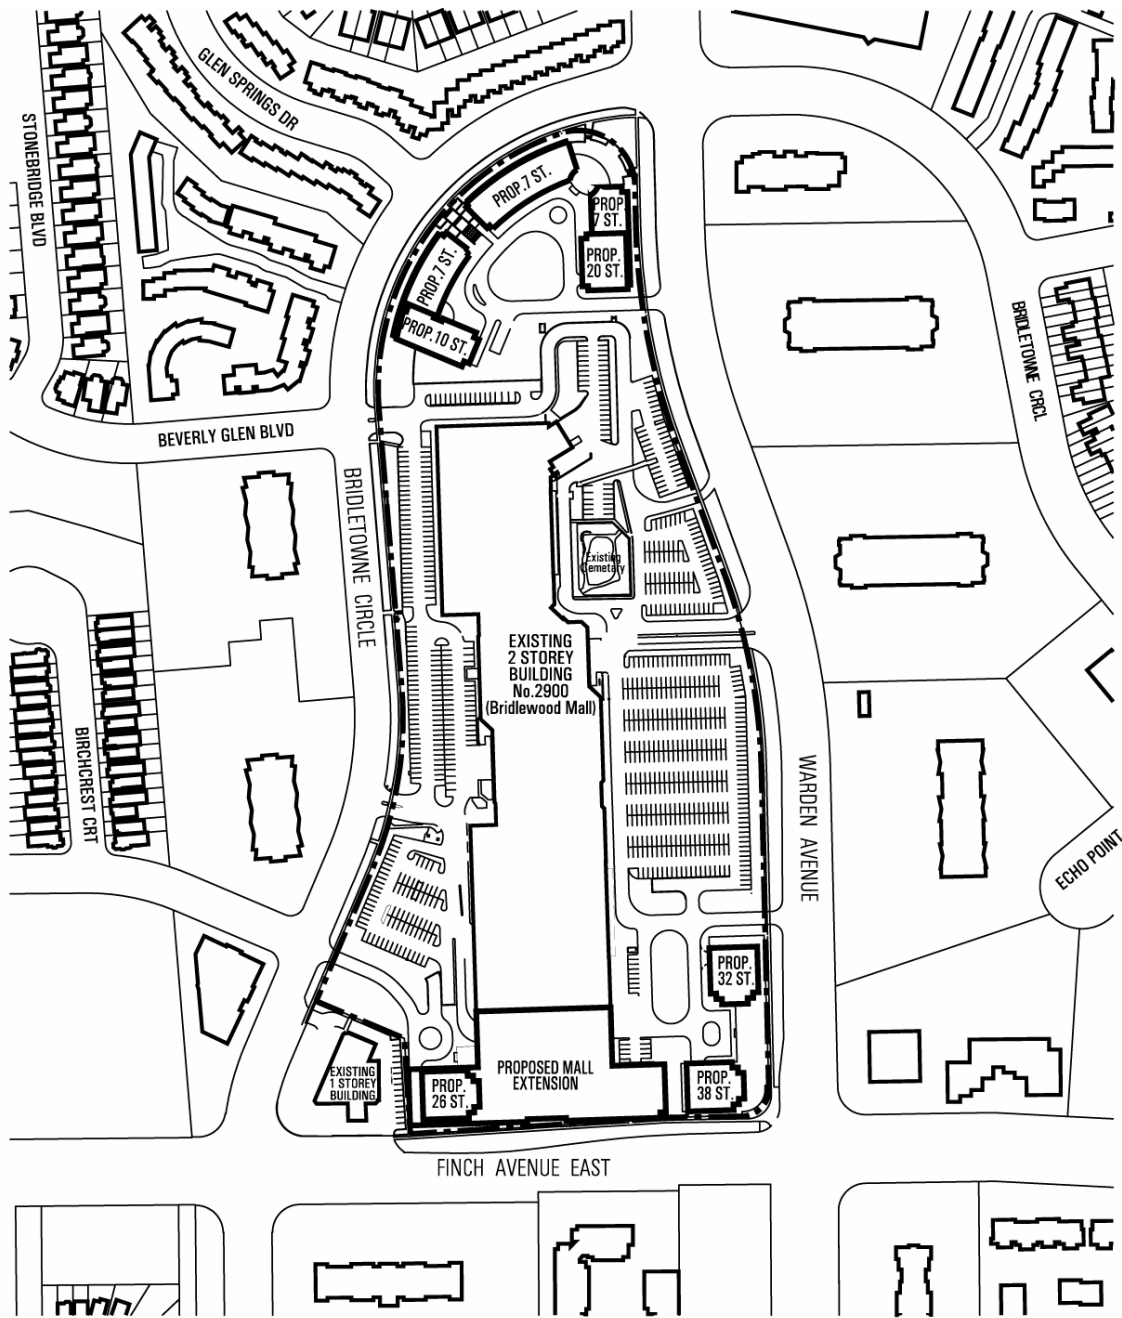 GLEN SPRINGS DR
STONEBRIDGE BLVD
PROP.7 ST.
PROP.
7 ST.
PROP.7 ST.
PROP.
20 ST.
PROP.10 ST.
BRIDLETOWNE CRCL
BEVERLY GLEN BLVD
BRIDLETOWNE CIRCLE
Existing
Cemetary
EXISTING
2 STOREY
BUILDING
No.2900
(Bridlewood Mall)
BIRCHCREST CRT
WARDEN AVENUE
ECHO POINT
PROP.
32 ST.
PROPOSED MALL
EXTENSION
EXISTING
1 STOREY
BUILDING
PROP.
26 ST.
PROP.
38 ST.
FINCH AVENUE EAST